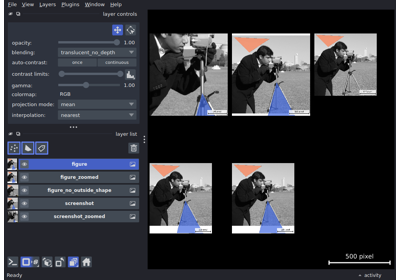 File View Layers Plugins Window Help
layer controls
opacity: 1.00
blending: translucent_no_depth
auto-contrast: once continuous
contrast limits:
gamma: 1.00
colormap: RGB
projection mode: mean
interpolation: nearest
layer list
figure
figure_zoomed
figure_no_outside_shape
screenshot
screenshot_zoomed
500 pixel
Ready
activity